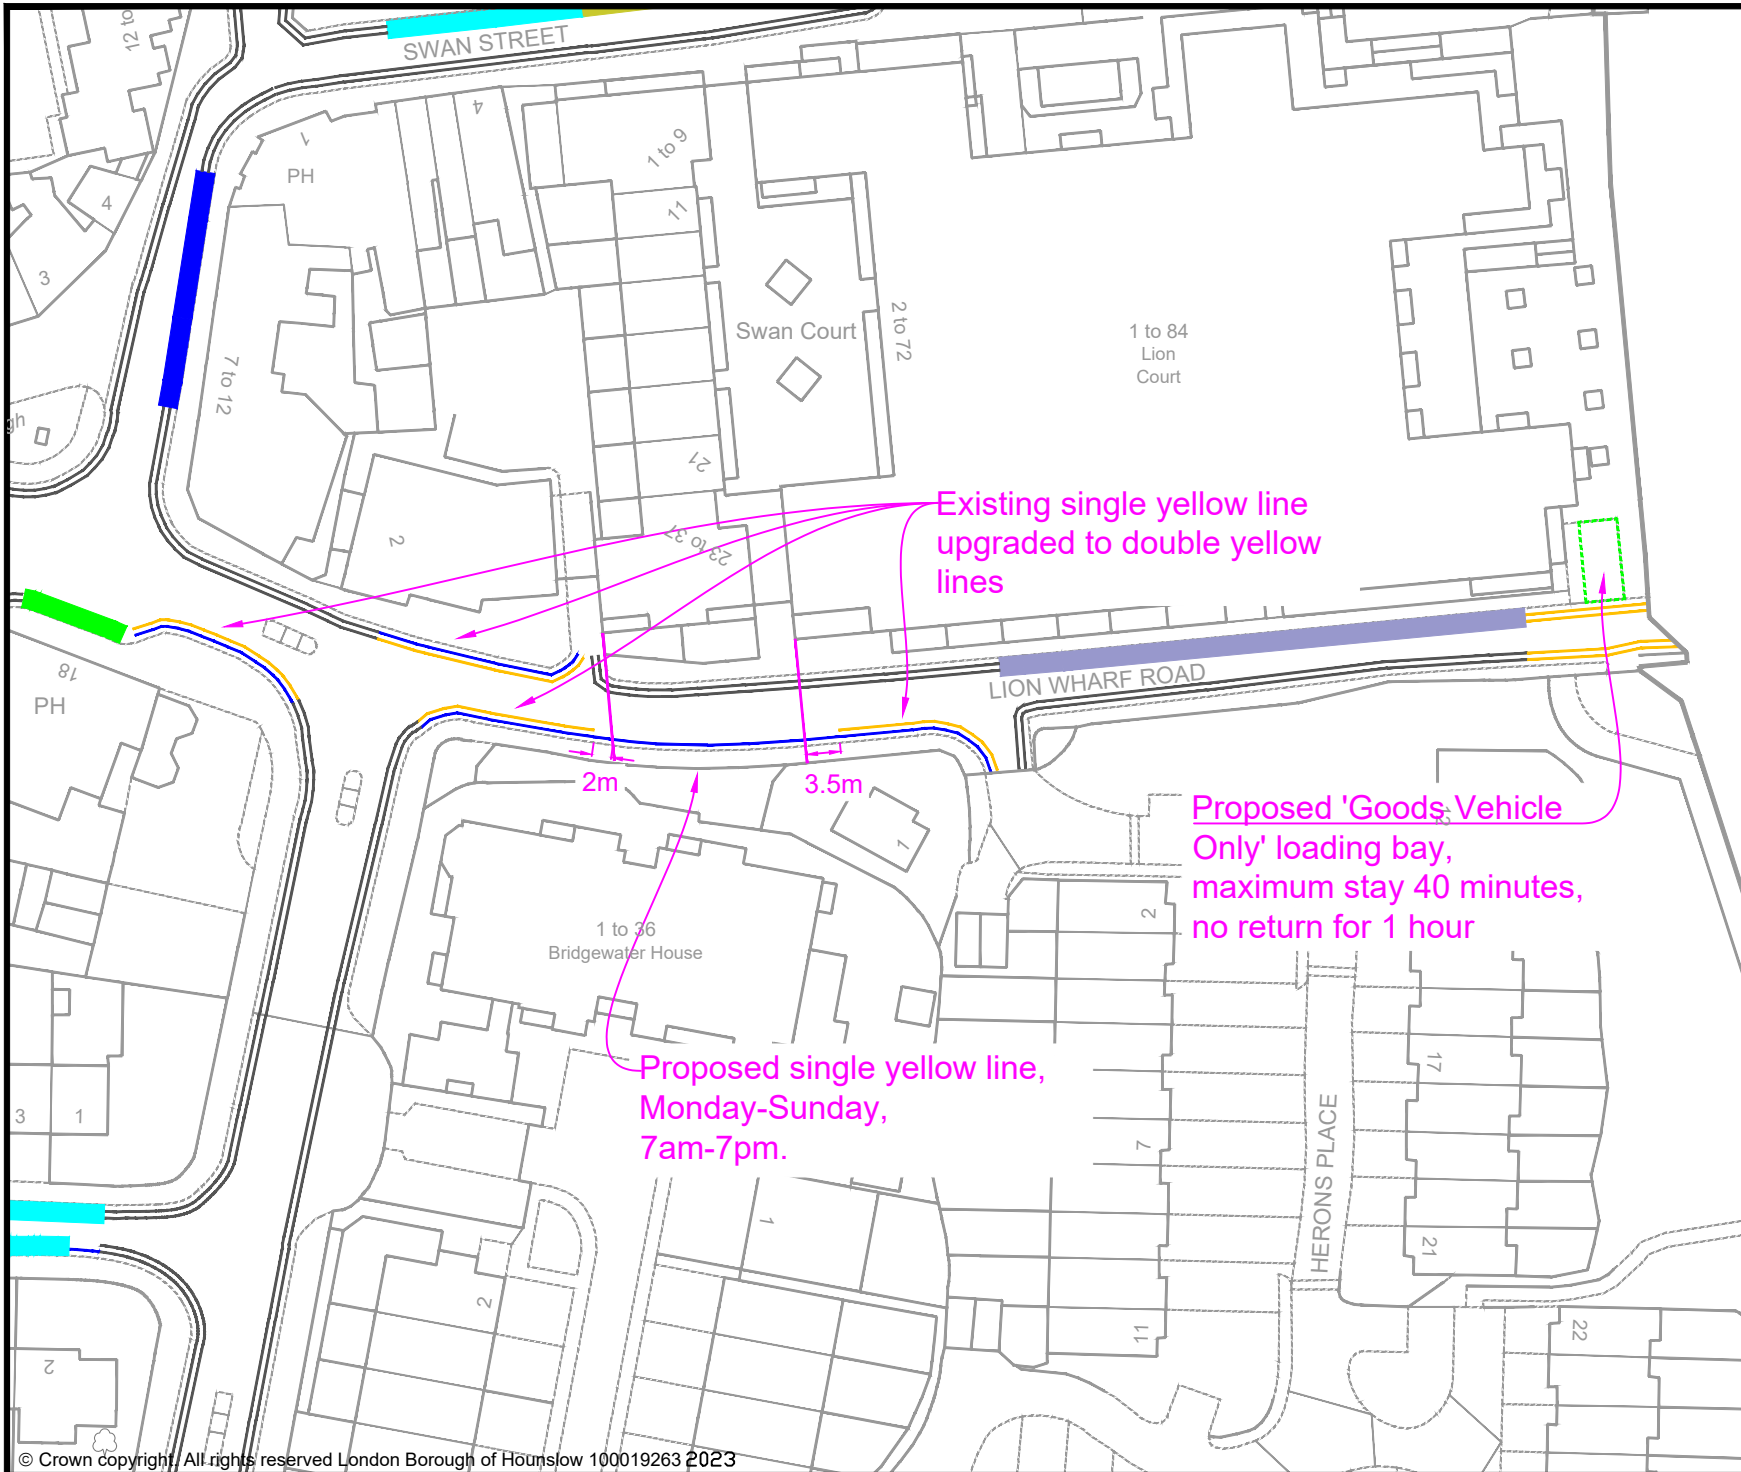 12 to
SWAN STREET
4
1
PH
1 to 9
11
4
3
7 to 12
Swan Court
2 to 72
1 to 84
Lion
Court
gh
21
2
23 to 37
Existing single yellow line
upgraded to double yellow
lines
18
PH
LION WHARF ROAD
2m
3.5m
1
12
Proposed 'Goods Vehicle
Only' loading bay,
maximum stay 40 minutes,
no return for 1 hour
2
1 to 36
Bridgewater House
Proposed single yellow line,
Monday-Sunday,
7am-7pm.
17
3
1
7
HERONS PLACE
1
21
2
11
22
2
© Crown copyright. All rights reserved London Borough of Hounslow 100019263 2023